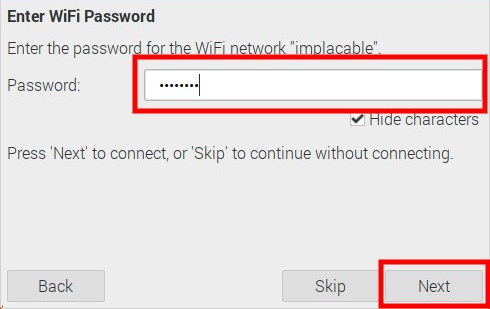 Enter WiFi Password
Enter the password for the WiFi network "implacable".
Password: ••••••••
Hide characters
Press 'Next' to connect, or 'Skip' to continue without connecting.
Back Skip Next